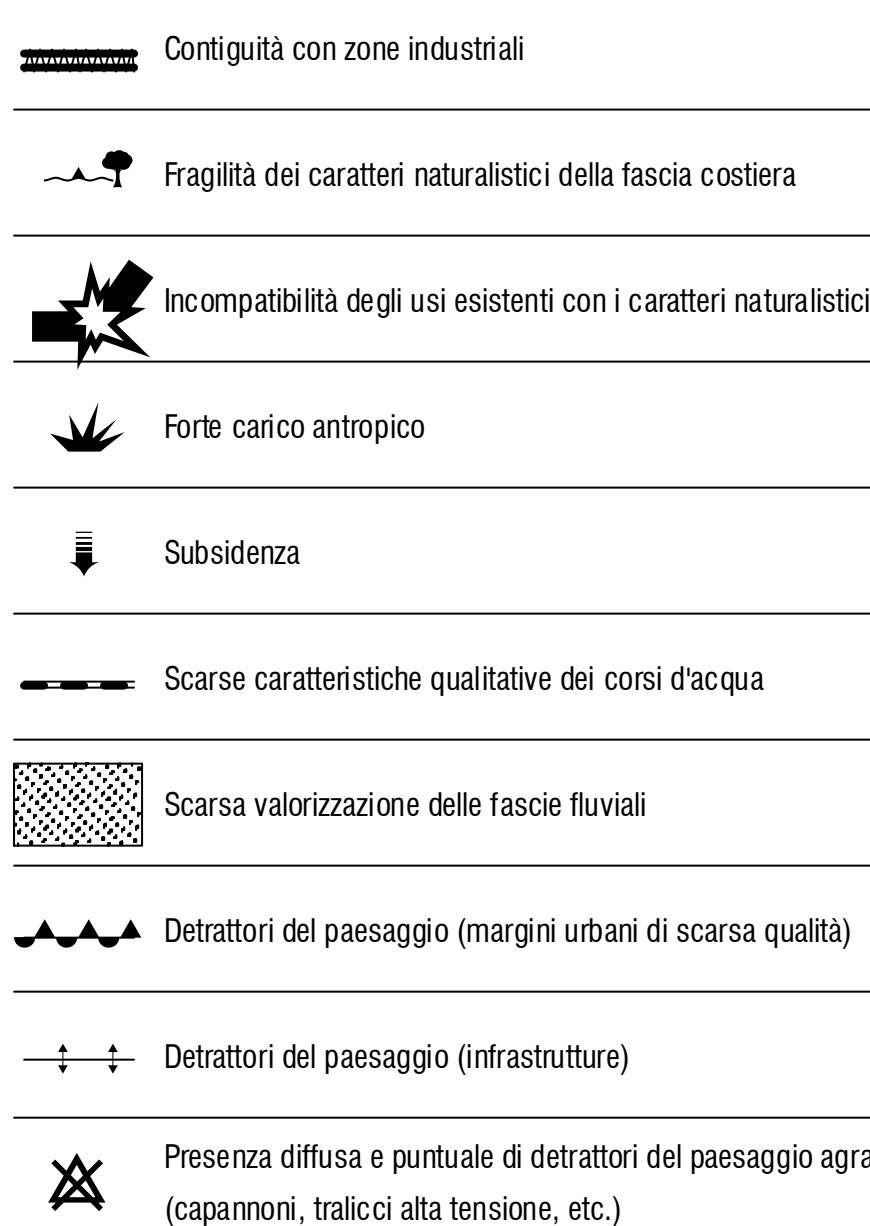 Contiguità con zone industriali
Fragilità dei caratteri naturalistici della fascia costiera
Incompatibilità degli usi esistenti con i caratteri naturalistici
Forte carico antropico
Subsidenza
Scarse caratteristiche qualitative dei corsi d'acqua
Scarsa valorizzazione delle fascie fluviali
Detrattori del paesaggio (margini urbani di scarsa qualità)
Detrattori del paesaggio (infrastrutture)
Presenza diffusa e puntuale di detrattori del paesaggio
(capannoni, tralicci alta tensione, etc.)